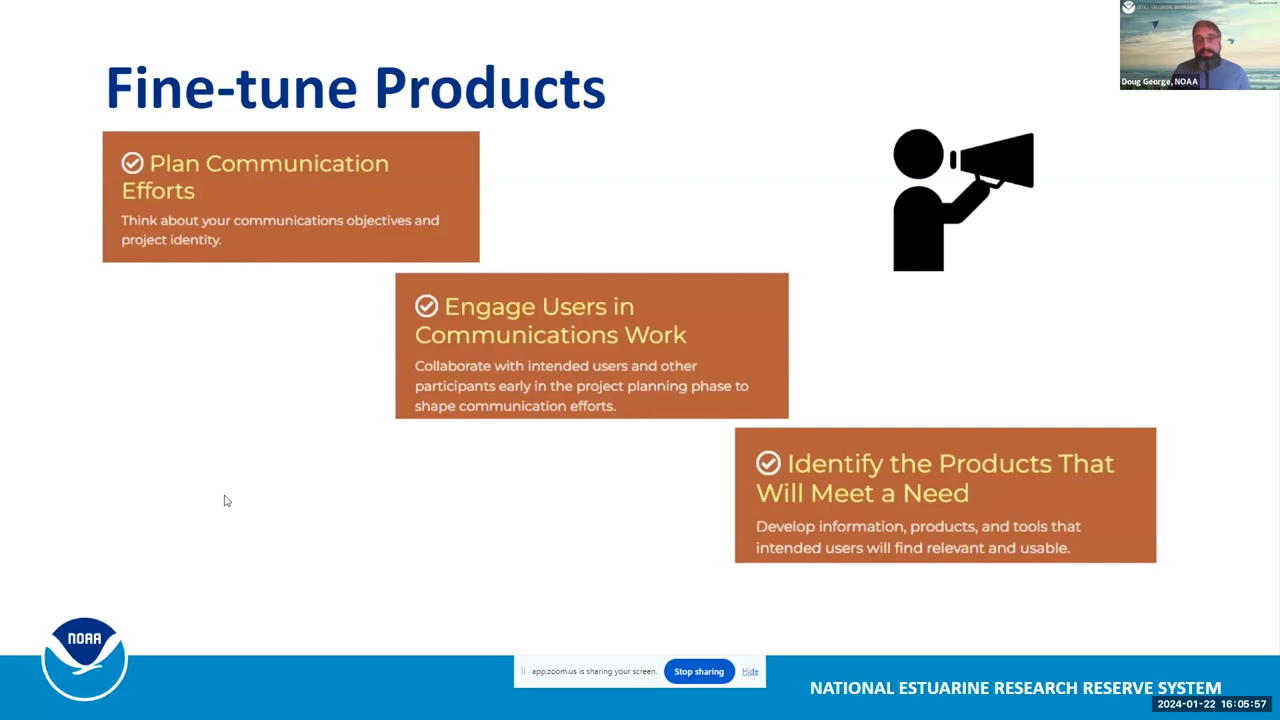 Fine-tune Products
Plan Communication
Efforts
Think about your communications objectives and
project identity.
Engage Users in
Communications Work
Collaborate with intended users and other
participants early in the project planning phase to
shape communication efforts.
Identify the Products That
Will Meet a Need
Develop information, products, and tools that
intended users will find relevant and usable.
OFFICE FOR COASTAL MANAGEMENT
Doug George, NOAA
NOAA
app.zoom.us is sharing your screen.
Stop sharing
Hide
NATIONAL ESTUARINE RESEARCH RESERVE SYSTEM
2024-01-22 16:05:57